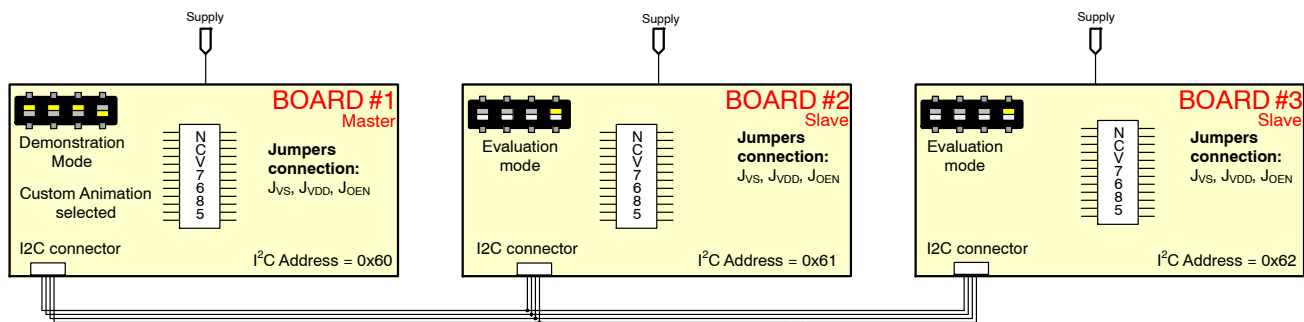 Supply
BOARD #1
Master
Demonstration
Mode
Custom Animation
selected
NCV7685
Jumpers
connection:
JVS, JVDD, JOEN
I2C connector
I²C Address = 0x60
Supply
BOARD #2
Slave
Evaluation
mode
NCV7685
Jumpers
connection:
JVS, JVDD, JOEN
I2C connector
I²C Address = 0x61
Supply
BOARD #3
Slave
Evaluation
mode
NCV7685
Jumpers
connection:
JVS, JVDD, JOEN
I2C connector
I²C Address = 0x62